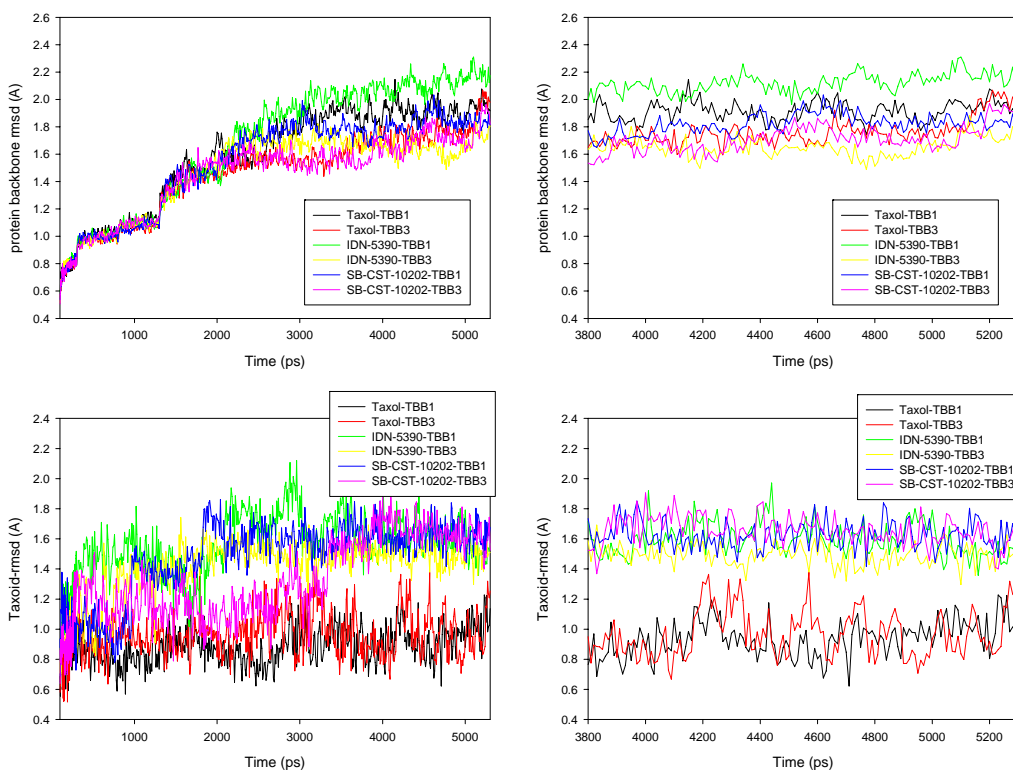 protein backbone rmsd (A)
2.6
2.4
2.2
2.0
1.8
1.6
1.4
1.2
1.0
0.8
0.6
0.4
Taxol-TBB1
Taxol-TBB3
IDN-5390-TBB1
IDN-5390-TBB3
SB-CST-10202-TBB1
SB-CST-10202-TBB3
1000 2000 3000 4000 5000
Time (ps)
protein backbone rmsd (A)
2.6
2.4
2.2
2.0
1.8
1.6
1.4
1.2
1.0
0.8
0.6
0.4
Taxol-TBB1
Taxol-TBB3
IDN-5390-TBB1
IDN-5390-TBB3
SB-CST-10202-TBB1
SB-CST-10202-TBB3
3800 4000 4200 4400 4600 4800 5000 5200
Time (ps)
Taxoid-rmsd (A)
2.4
2.2
2.0
1.8
1.6
1.4
1.2
1.0
0.8
0.6
0.4
Taxol-TBB1
Taxol-TBB3
IDN-5390-TBB1
IDN-5390-TBB3
SB-CST-10202-TBB1
SB-CST-10202-TBB3
1000 2000 3000 4000 5000
Time (ps)
Taxoid-rmsd (A)
2.4
2.2
2.0
1.8
1.6
1.4
1.2
1.0
0.8
0.6
0.4
Taxol-TBB1
Taxol-TBB3
IDN-5390-TBB1
IDN-5390-TBB3
SB-CST-10202-TBB1
SB-CST-10202-TBB3
3800 4000 4200 4400 4600 4800 5000 5200
Time (ps)